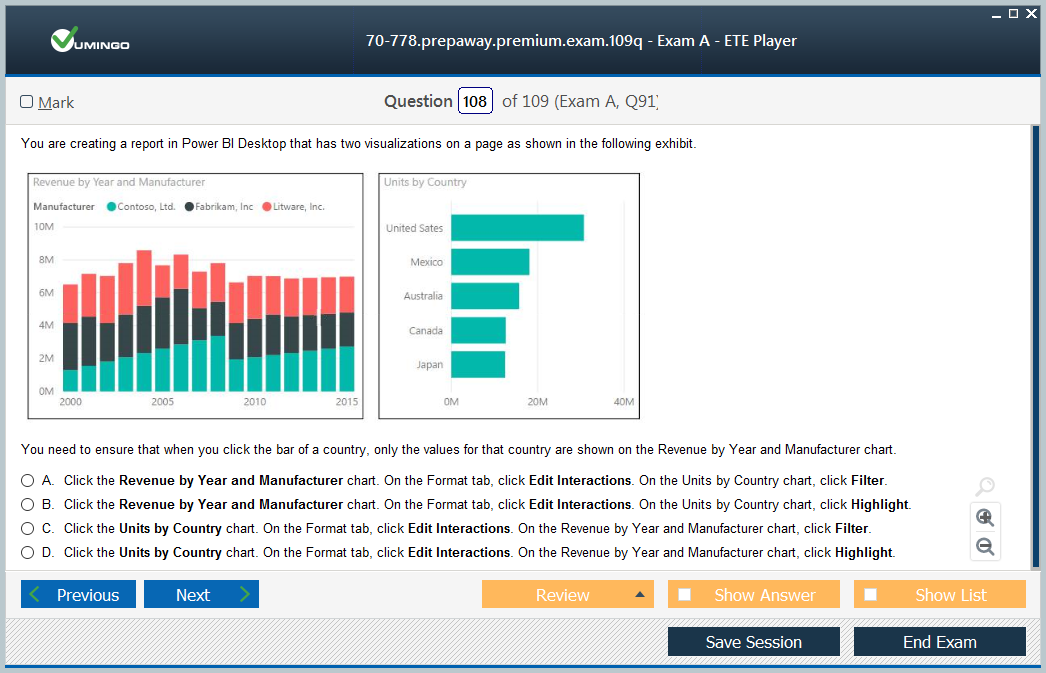 VUMINGO
70-778.prepaway.premium.exam.109q - Exam A - ETE Player
Mark
Question 108 of 109 (Exam A, Q91)
You are creating a report in Power BI Desktop that has two visualizations on a page as shown in the following exhibit.
Revenue by Year and Manufacturer
Manufacturer Contoso, Ltd. Fabrikam, Inc Litware, Inc.
10M
8M
6M
4M
2M
0M
2000 2005 2010 2015
Units by Country
United Sates
Mexico
Australia
Canada
Japan
0M 20M 40M
You need to ensure that when you click the bar of a country, only the values for that country are shown on the Revenue by Year and Manufacturer chart.
A. Click the Revenue by Year and Manufacturer chart. On the Format tab, click Edit Interactions. On the Units by Country chart, click Filter.
B. Click the Revenue by Year and Manufacturer chart. On the Format tab, click Edit Interactions. On the Units by Country chart, click Highlight.
C. Click the Units by Country chart. On the Format tab, click Edit Interactions. On the Revenue by Year and Manufacturer chart, click Filter.
D. Click the Units by Country chart. On the Format tab, click Edit Interactions. On the Revenue by Year and Manufacturer chart, click Highlight.
Previous Next Review Show Answer Show List
Save Session End Exam